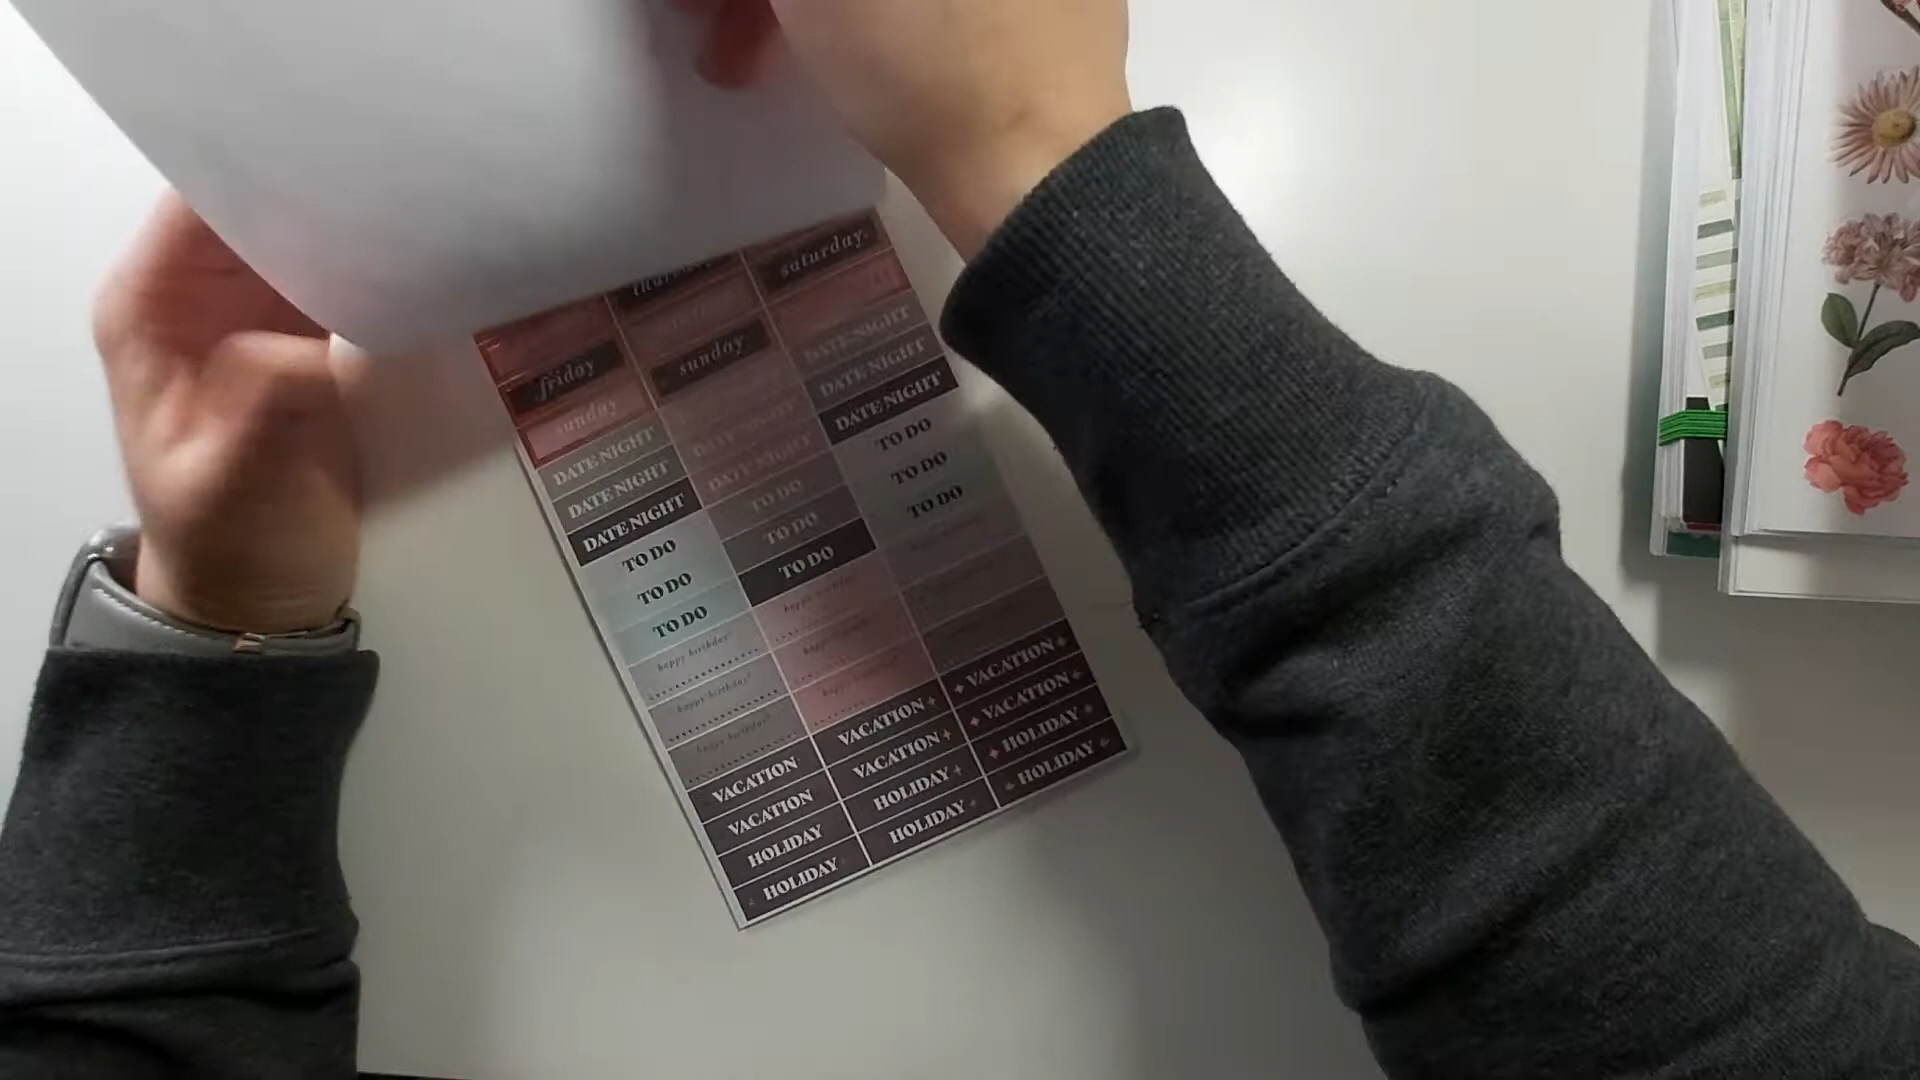 saturday
friday
sunday
sunday
DATE NIGHT
DATE NIGHT
DATE NIGHT
TO DO
TO DO
TO DO
happy birthday!
happy birthday!
happy birthday!
VACATION
VACATION
HOLIDAY
HOLIDAY
DATE NIGHT
DATE NIGHT
TO DO
TO DO
TO DO
VACATION
VACATION
HOLIDAY
HOLIDAY
DATE NIGHT
DATE NIGHT
DATE NIGHT
TO DO
TO DO
TO DO
VACATION
VACATION
HOLIDAY
HOLIDAY